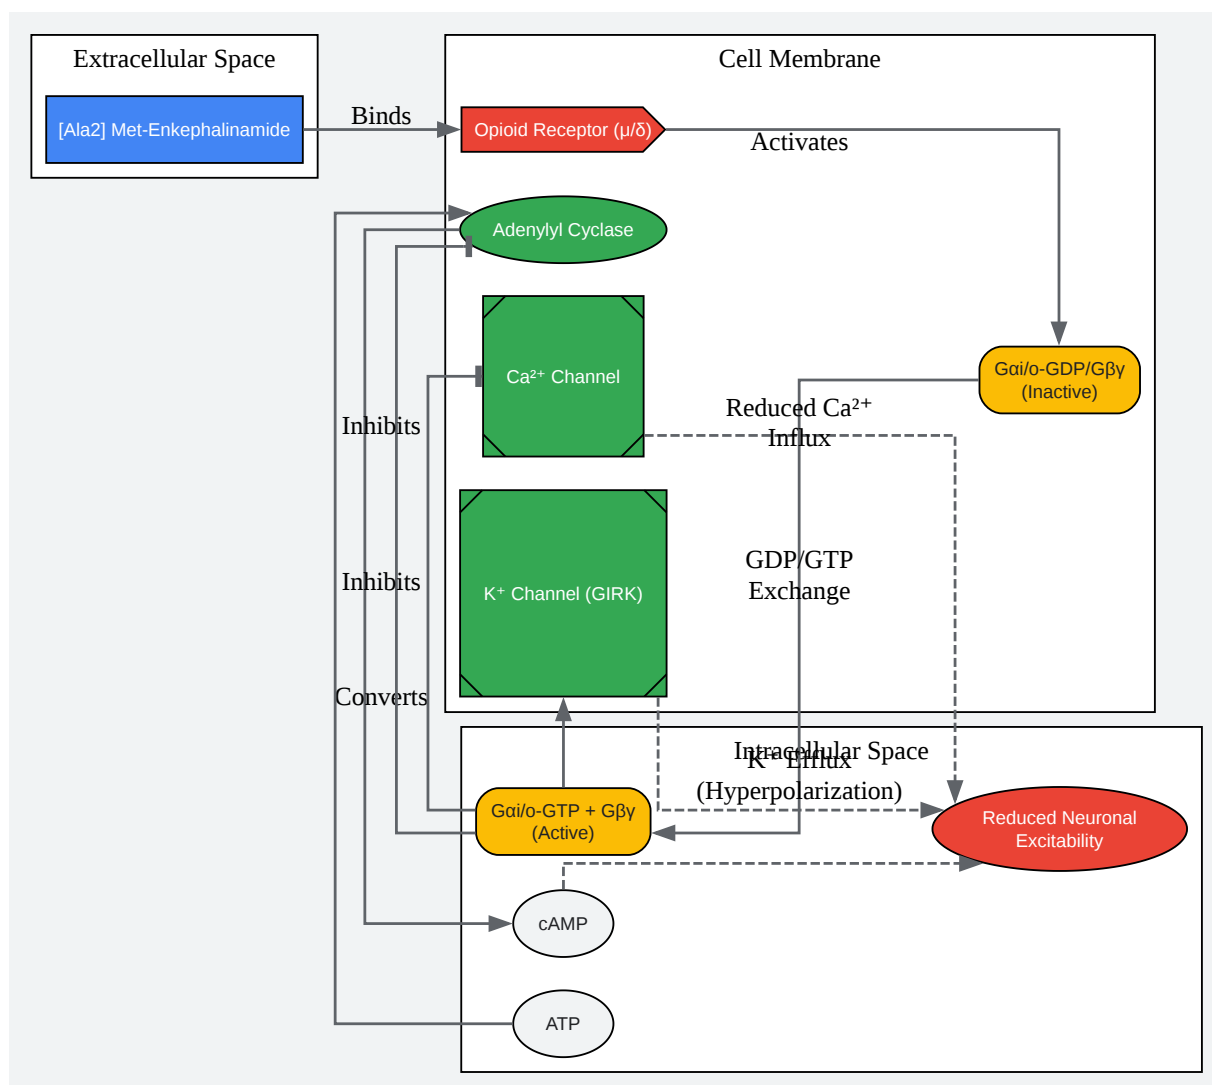 Extracellular Space
Cell Membrane
[Ala2] Met-Enkephalinamide
Binds
Opioid Receptor (μ/δ)
Activates
Adenylyl Cyclase
Ca²⁺ Channel
Gαi/o-GDP/Gβγ
(Inactive)
Reduced Ca²⁺
Influx
Inhibits
GDP/GTP
Exchange
Inhibits
K⁺ Channel (GIRK)
Converts
Intracellular Space
K⁺ Efflux
(Hyperpolarization)
Gαi/o-GTP + Gβγ
(Active)
Reduced Neuronal
Excitability
cAMP
ATP